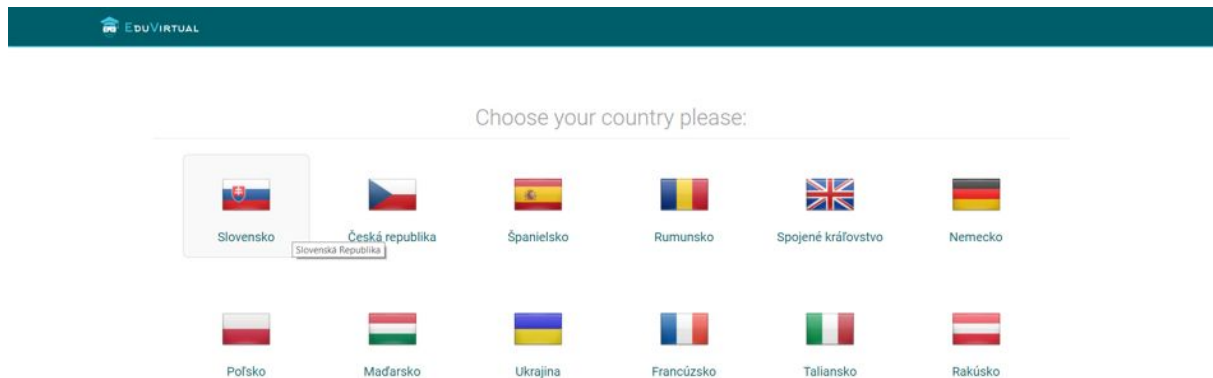 EDUVIRTUAL
Choose your country please:
Slovensko Česká republika Španielsko Rumunsko Spojené kráľovstvo Nemecko
Slovenská Republika
Poľsko Maďarsko Ukrajina Francúzsko Taliansko Rakúsko